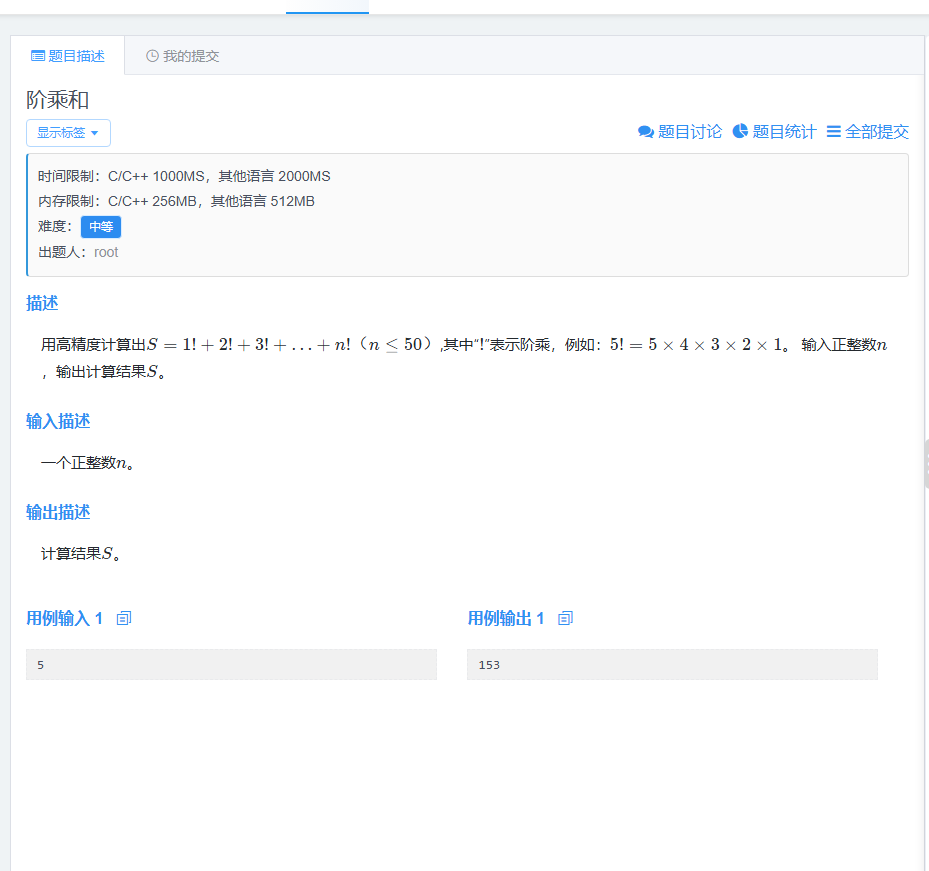 题目描述 我的提交
阶乘和
显示标签 题目讨论 题目统计 全部提交
时间限制：C/C++ 1000MS，其他语言 2000MS
内存限制：C/C++ 256MB，其他语言 512MB
难度： 中等
出题人：root
描述
用高精度计算出S = 1! + 2! + 3! + … + n!（n ≤ 50）,其中“!”表示阶乘，例如：5! = 5 × 4 × 3 × 2 × 1。 输入正整数n
，输出计算结果S。
输入描述
一个正整数n。
输出描述
计算结果S。
用例输入 1 用例输出 1
5 153